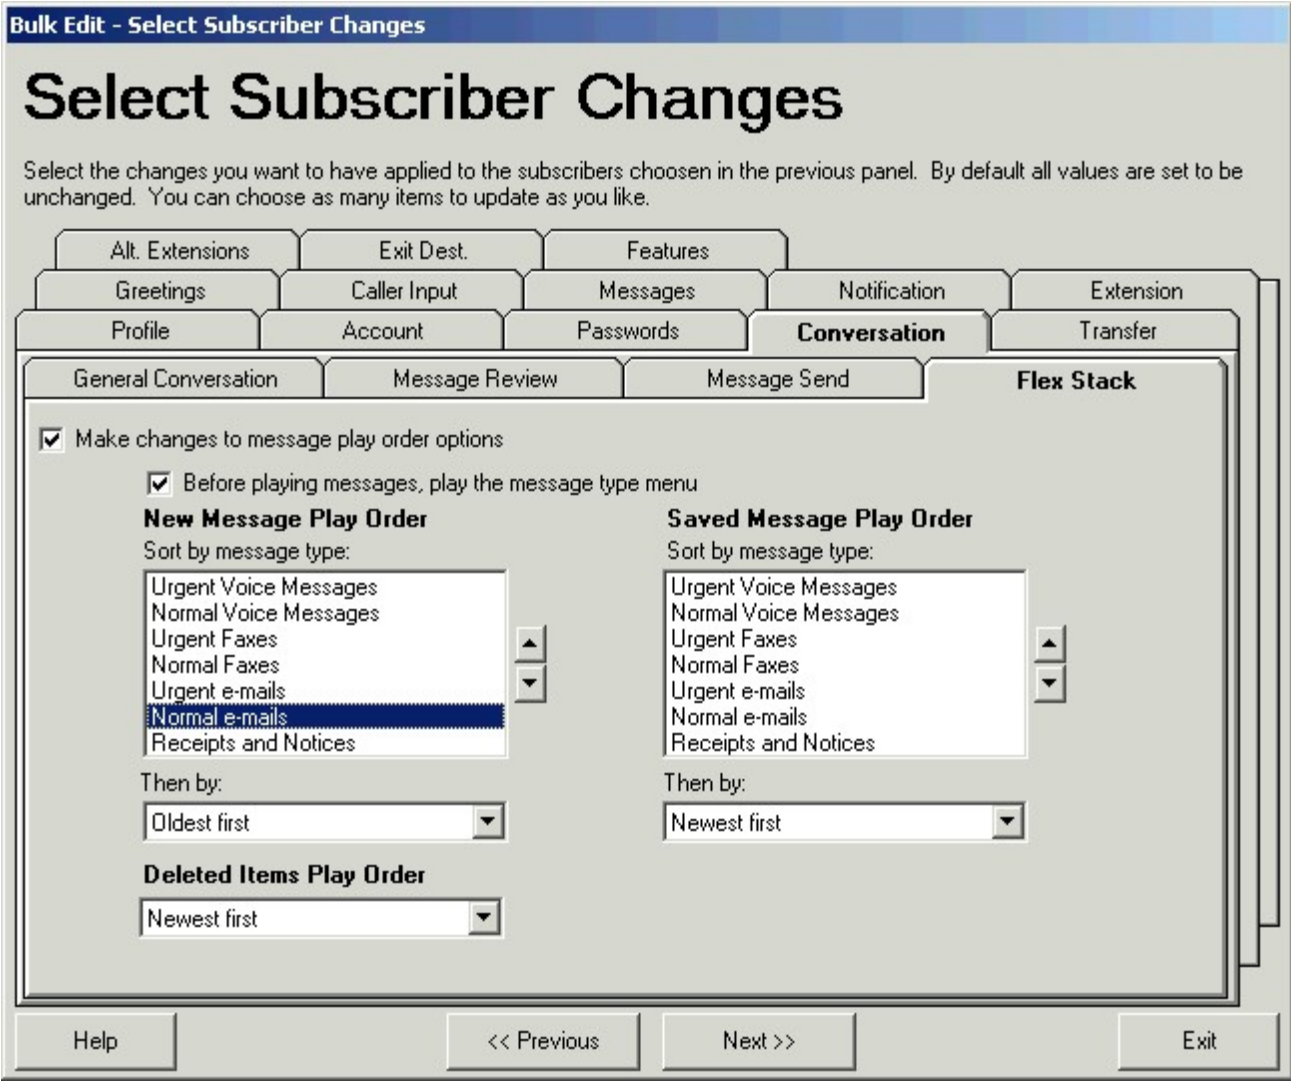 Bulk Edit - Select Subscriber Changes
Select Subscriber Changes
Select the changes you want to have applied to the subscribers choosen in the previous panel.  By default all values are set to be
unchanged.  You can choose as many items to update as you like.
Alt. Extensions Exit Dest. Features
Greetings Caller Input Messages Notification Extension
Profile Account Passwords Conversation Transfer
General Conversation Message Review Message Send Flex Stack
Make changes to message play order options
Before playing messages, play the message type menu
New Message Play Order
Sort by message type:
Urgent Voice Messages
Normal Voice Messages
Urgent Faxes
Normal Faxes
Urgent e-mails
Normal e-mails
Receipts and Notices
Then by:
Oldest first
Saved Message Play Order
Sort by message type:
Urgent Voice Messages
Normal Voice Messages
Urgent Faxes
Normal Faxes
Urgent e-mails
Normal e-mails
Receipts and Notices
Then by:
Newest first
Deleted Items Play Order
Newest first
Help << Previous Next >> Exit